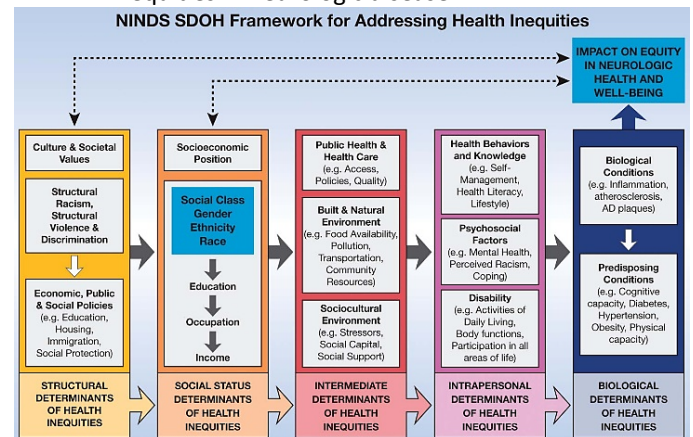 NINDS SDOH Framework for Addressing Health Inequities
IMPACT ON EQUITY
IN NEUROLOGIC
HEALTH AND
WELL-BEING
Culture & Societal
Values
Structural
Racism,
Structural
Violence &
Discrimination
Economic, Public
& Social Policies
(e.g. Education,
Housing,
Immigration,
Social Protection)
STRUCTURAL
DETERMINANTS
OF HEALTH
INEQUITIES
Socioeconomic
Position
Social Class
Gender
Ethnicity
Race
Education
Occupation
Income
SOCIAL STATUS
DETERMINANTS
OF HEALTH
INEQUITIES
Public Health &
Health Care
(e.g. Access,
Policies, Quality)
Built & Natural
Environment
(e.g. Food Availability,
Pollution,
Transportation,
Community
Resources)
Sociocultural
Environment
(e.g. Stressors,
Social Capital,
Social Support)
INTERMEDIATE
DETERMINANTS
OF HEALTH
INEQUITIES
Health Behaviors
and Knowledge
(e.g. Self-
Management,
Health Literacy,
Lifestyle)
Psychosocial
Factors
(e.g. Mental Health,
Perceived Racism,
Coping)
Disability
(e.g. Activities of
Daily Living,
Body functions,
Participation in all
areas of life)
INTRAPERSONAL
DETERMINANTS
OF HEALTH
INEQUITIES
Biological
Conditions
(e.g. Inflammation,
atherosclerosis,
AD plaques)
Predisposing
Conditions
(e.g. Cognitive
capacity, Diabetes,
Hypertension,
Obesity, Physical
capacity)
BIOLOGICAL
DETERMINANTS
OF HEALTH
INEQUITIES